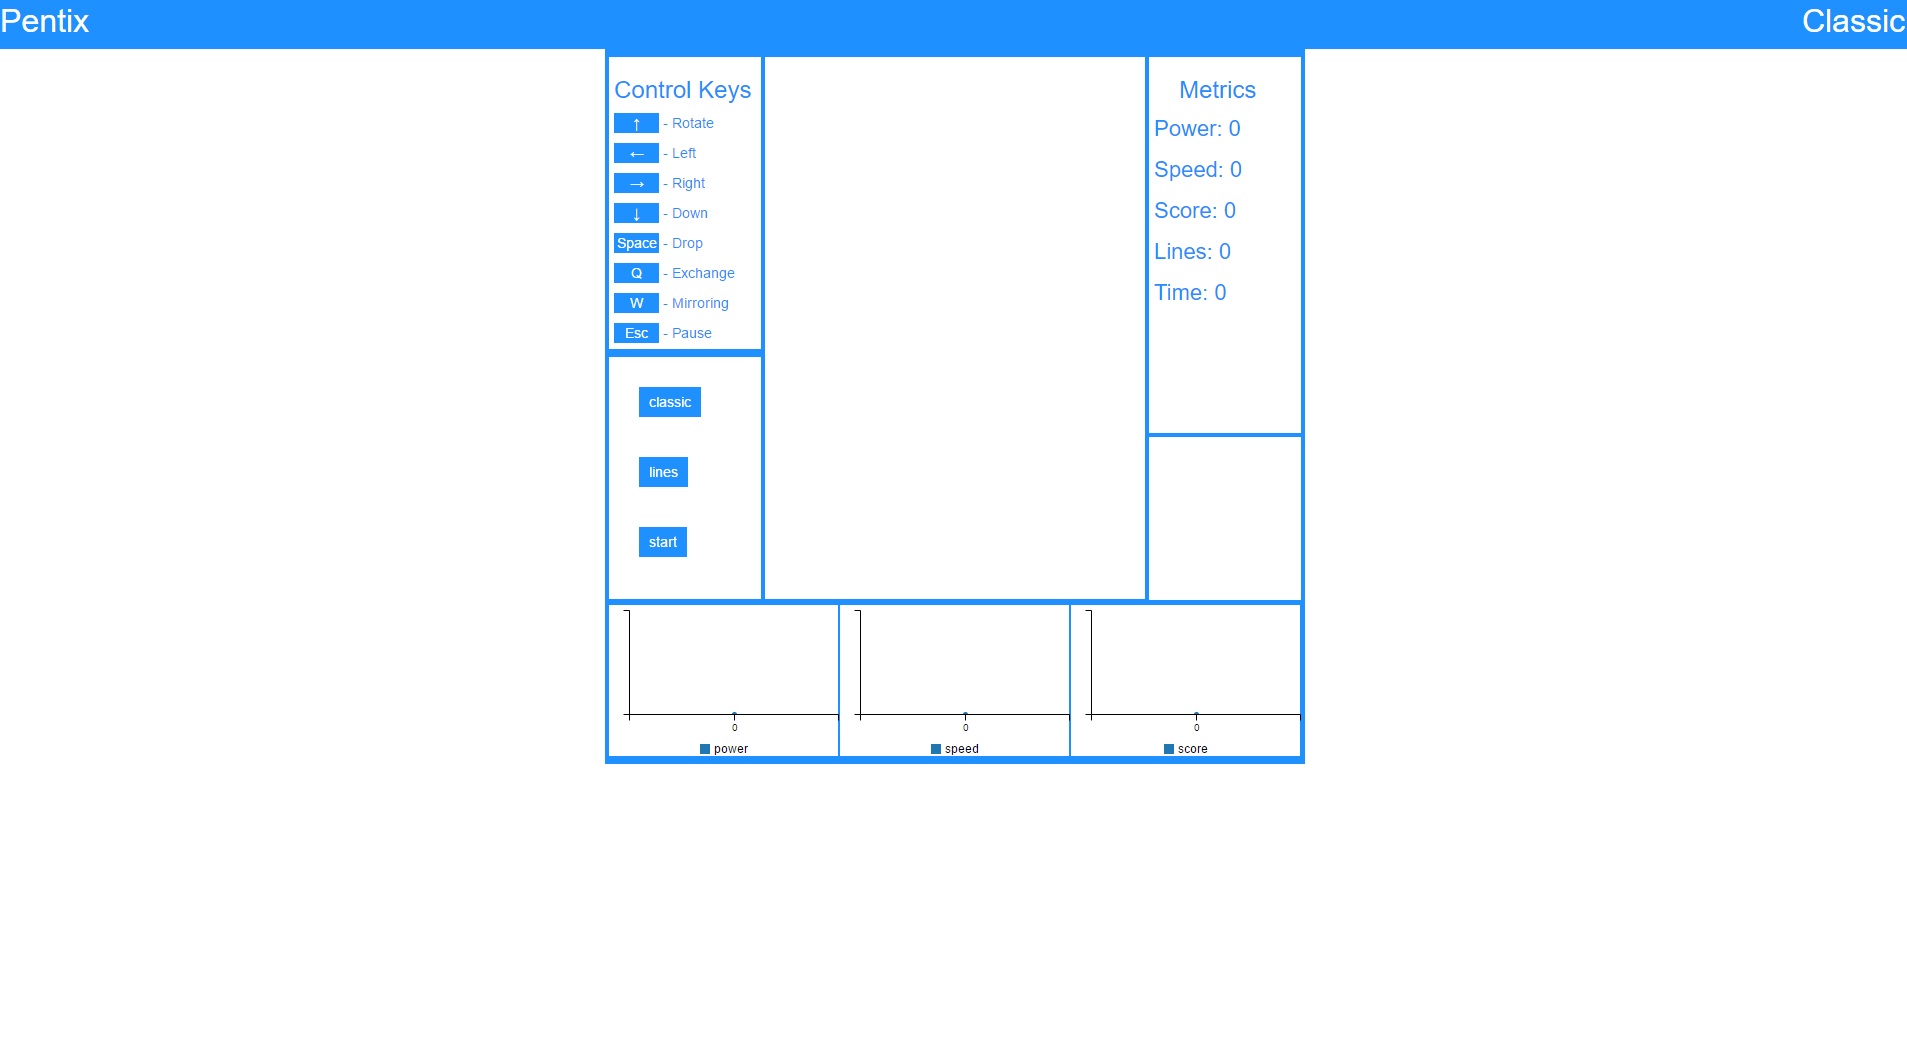 Pentix
Classic
Control Keys
↑ - Rotate
← - Left
→ - Right
↓ - Down
Space - Drop
Q - Exchange
W - Mirroring
Esc - Pause
classic
lines
start
Metrics
Power: 0
Speed: 0
Score: 0
Lines: 0
Time: 0
0
power
0
speed
0
score